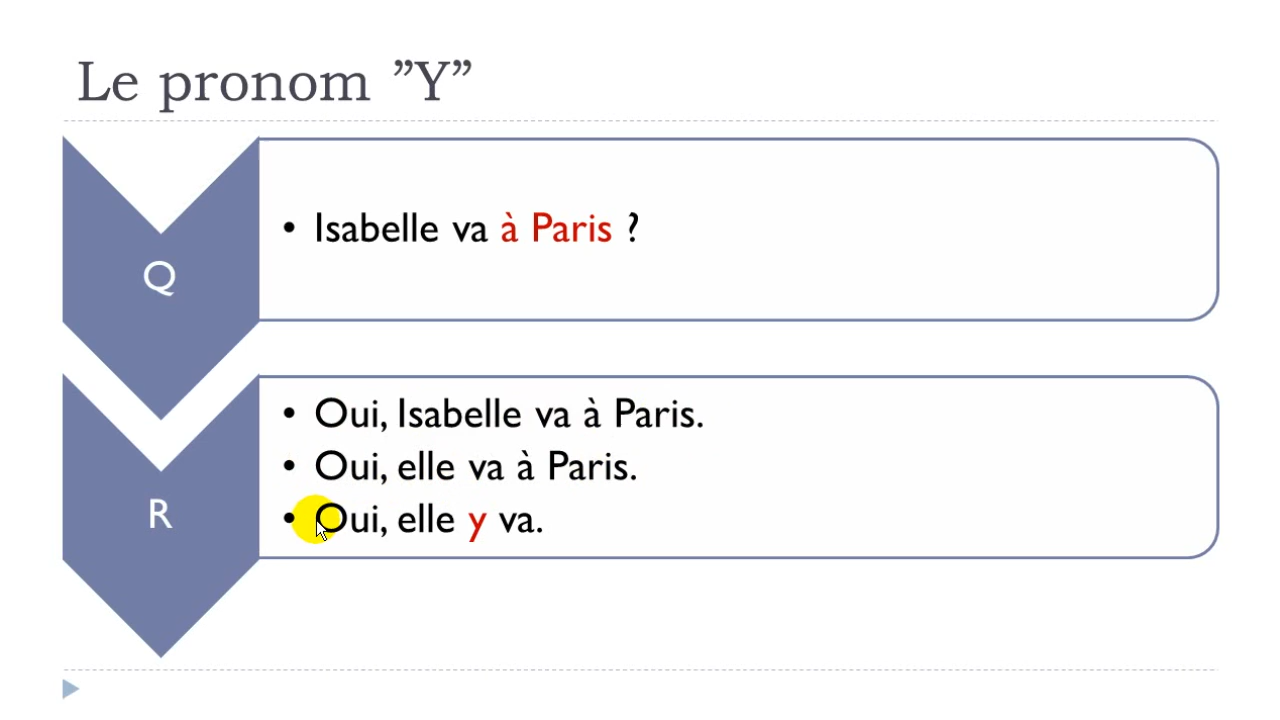 Le pronom ”Y”
Q
• Isabelle va à Paris ?
R
• Oui, Isabelle va à Paris.
• Oui, elle va à Paris.
• Oui, elle y va.